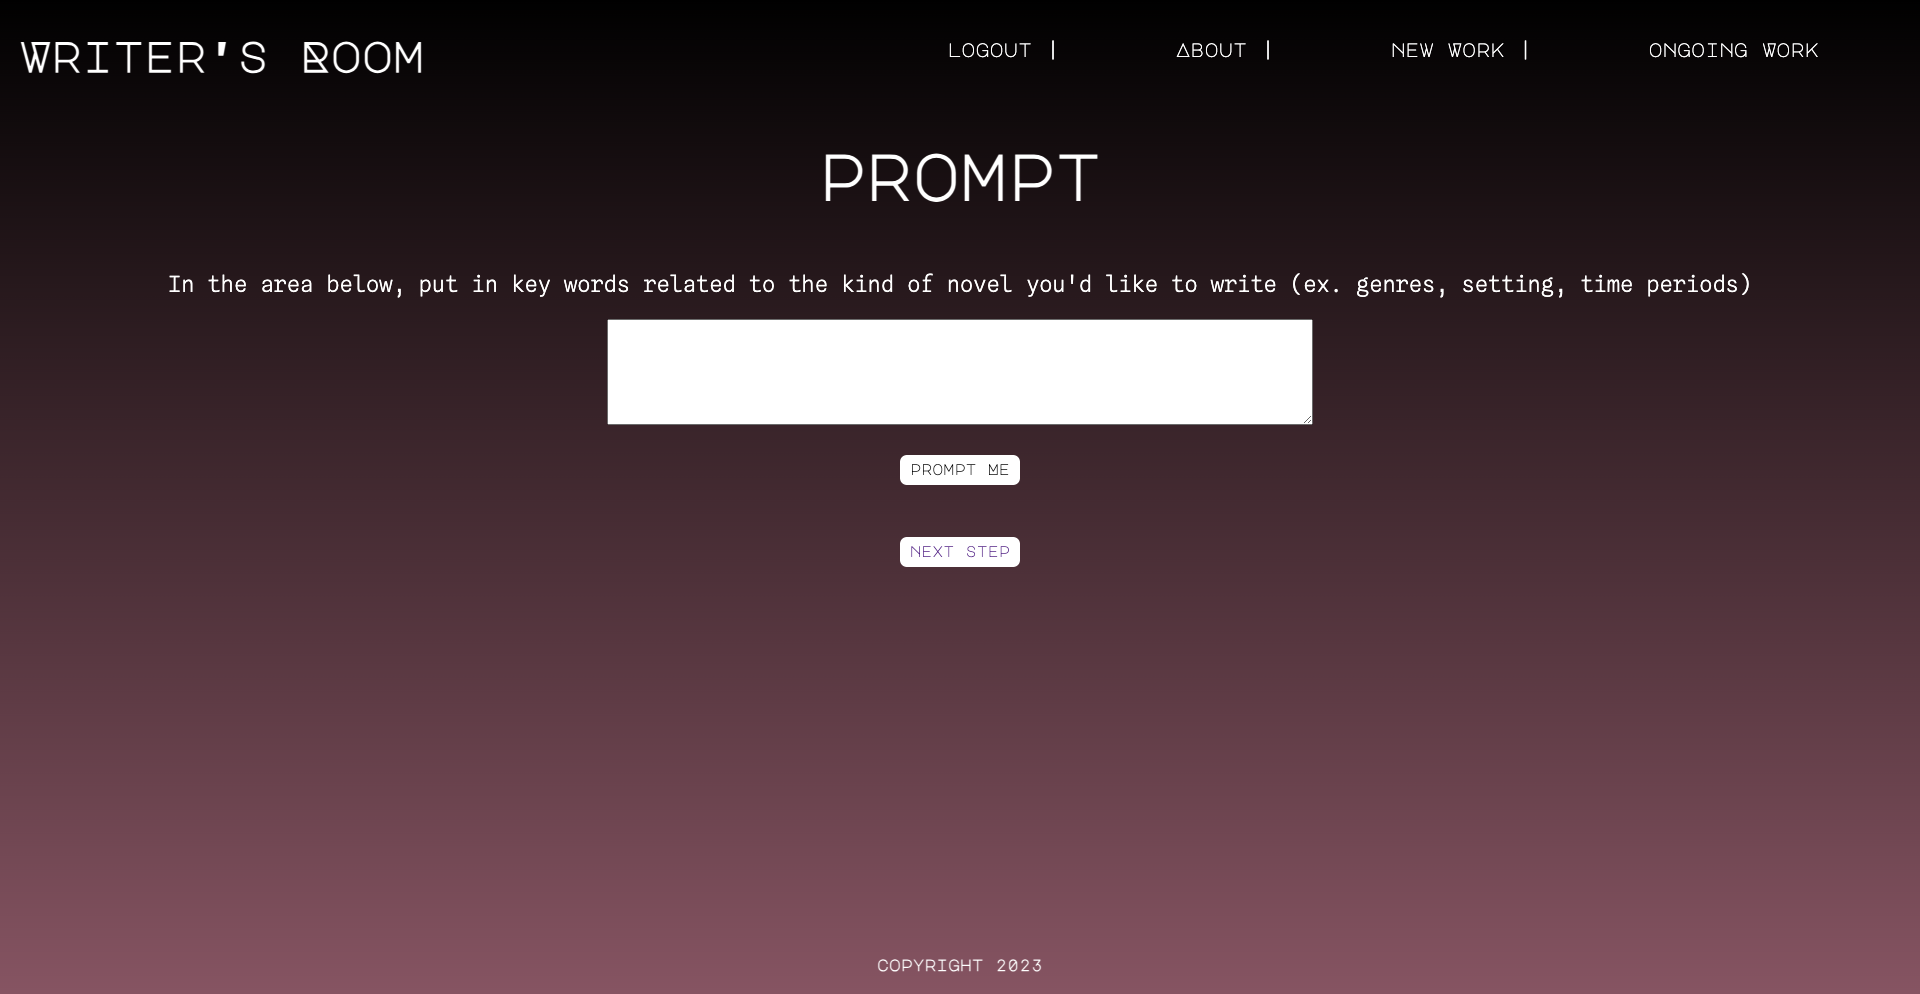 WRITER'S ROOM
LOGOUT |
ABOUT |
NEW WORK |
ONGOING WORK
PROMPT
In the area below, put in key words related to the kind of novel you'd like to write (ex. genres, setting, time periods)
PROMPT ME
NEXT STEP
COPYRIGHT 2023